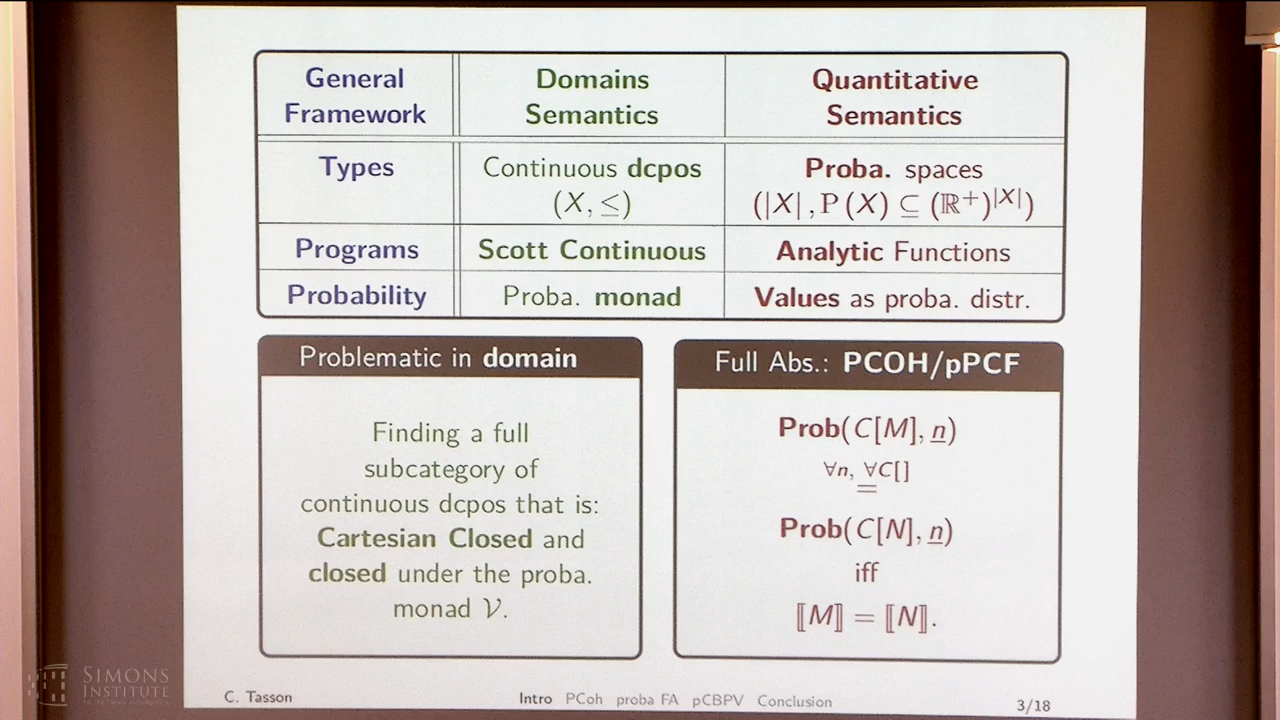 General Framework
Domains Semantics
Quantitative Semantics
Types
Continuous dcpos
(X, ≤)
Proba. spaces
(|X|, P(X) ⊆ (ℝ⁺)^|X|)
Programs
Scott Continuous
Analytic Functions
Probability
Proba. monad
Values as proba. distr.
Problematic in domain
Finding a full
subcategory of
continuous dcpos that is:
Cartesian Closed and
closed under the proba.
monad 𝒱.
Full Abs.: PCOH/pPCF
Prob(C[M], n)
∀n, ∀C[]
=
Prob(C[N], n)
iff
⟦M⟧ = ⟦N⟧.
SIMONS
INSTITUTE
C. Tasson
Intro PCoh proba FA pCBPV Conclusion
3/18